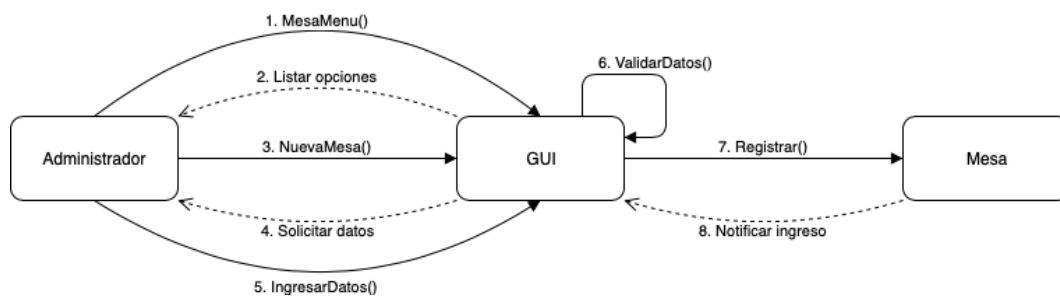 1. MesaMenu()
6. ValidarDatos()
2. Listar opciones
Administrador
3. NuevaMesa()
GUI
7. Registrar()
Mesa
4. Solicitar datos
8. Notificar ingreso
5. IngresarDatos()